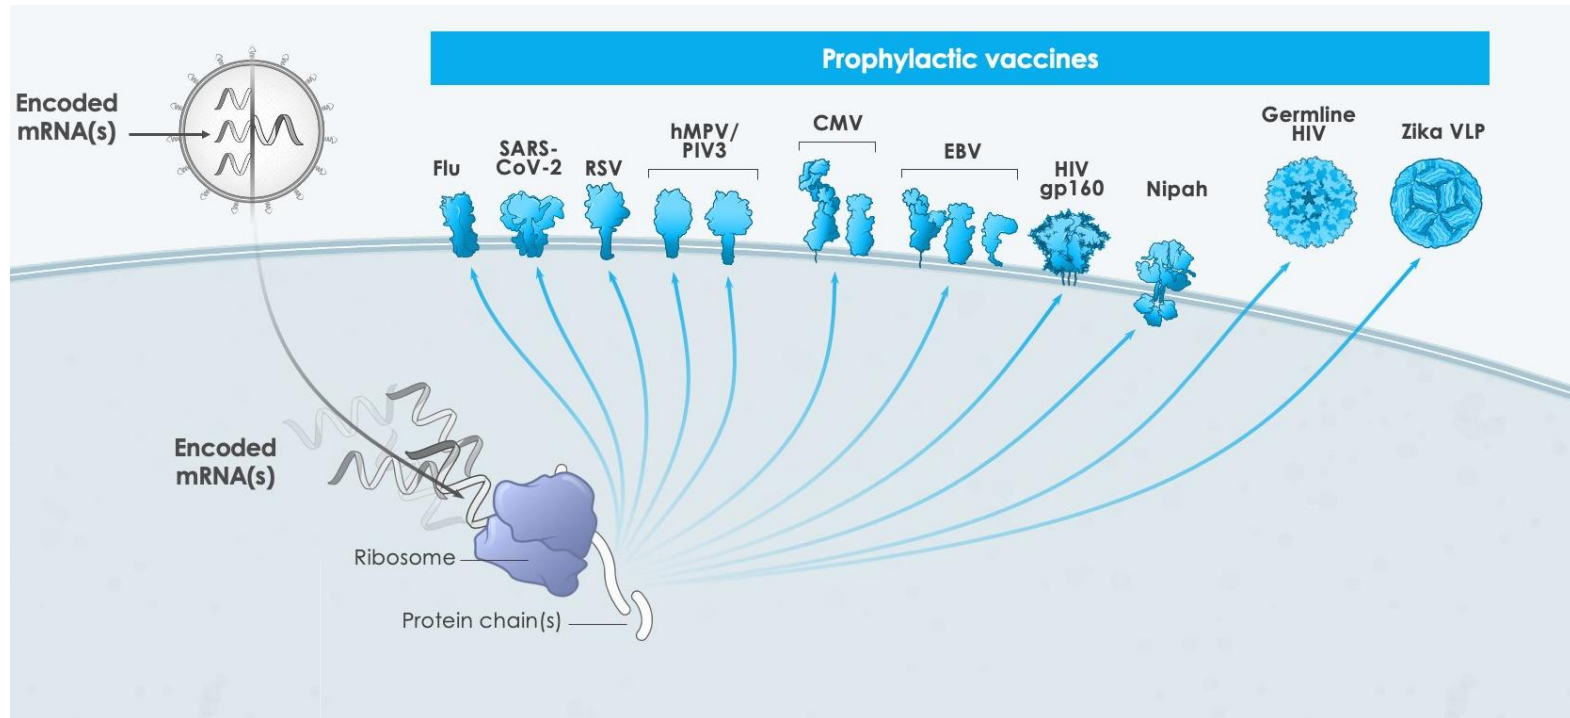 Prophylactic vaccines
Encoded
mRNA(s)
Flu
SARS-
CoV-2
RSV
hMPV/
PIV3
CMV
EBV
HIV
gp160
Nipah
Germline
HIV
Zika VLP
Encoded
mRNA(s)
Ribosome
Protein chain(s)